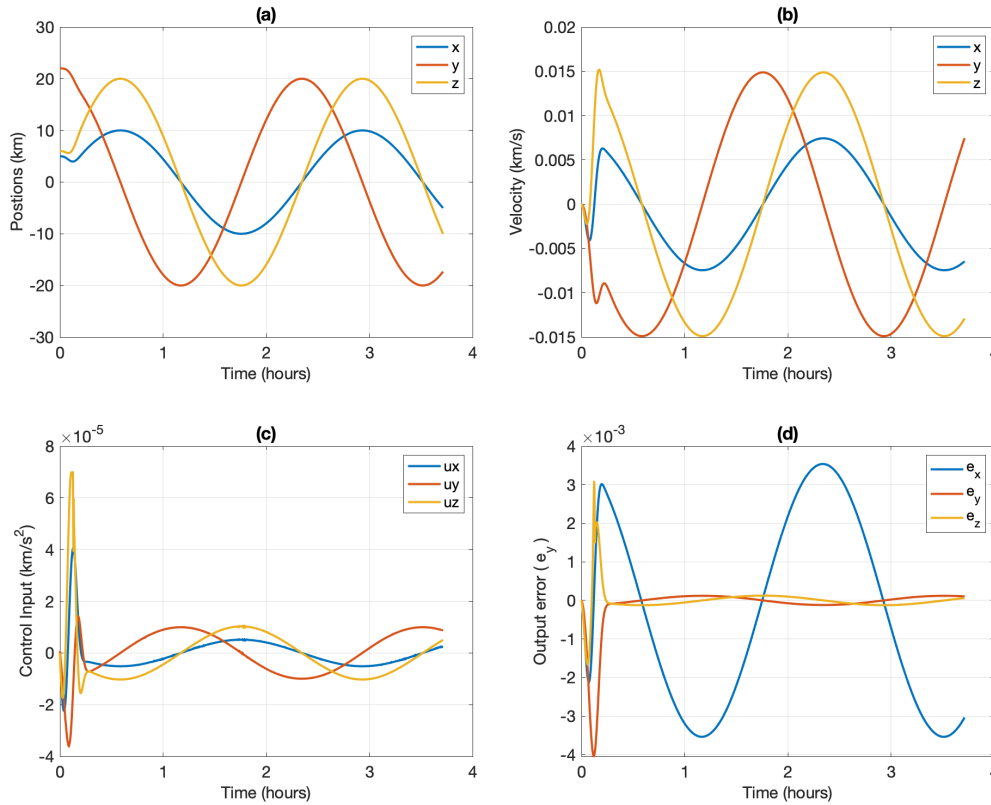 (a)
30
20
10
0
-10
-20
-30
Postions (km)
0
1
2
3
4
Time (hours)
x
y
z
(b)
0.02
0.015
0.01
0.005
0
-0.005
-0.01
-0.015
Velocity (km/s)
0
1
2
3
4
Time (hours)
x
y
z
(c)
×10⁻⁵
8
6
4
2
0
-2
-4
Control Input (km/s²)
0
1
2
3
4
Time (hours)
ux
uy
uz
(d)
×10⁻³
4
3
2
1
0
-1
-2
-3
-4
Output error ( e_y )
0
1
2
3
4
Time (hours)
e_x
e_y
e_z